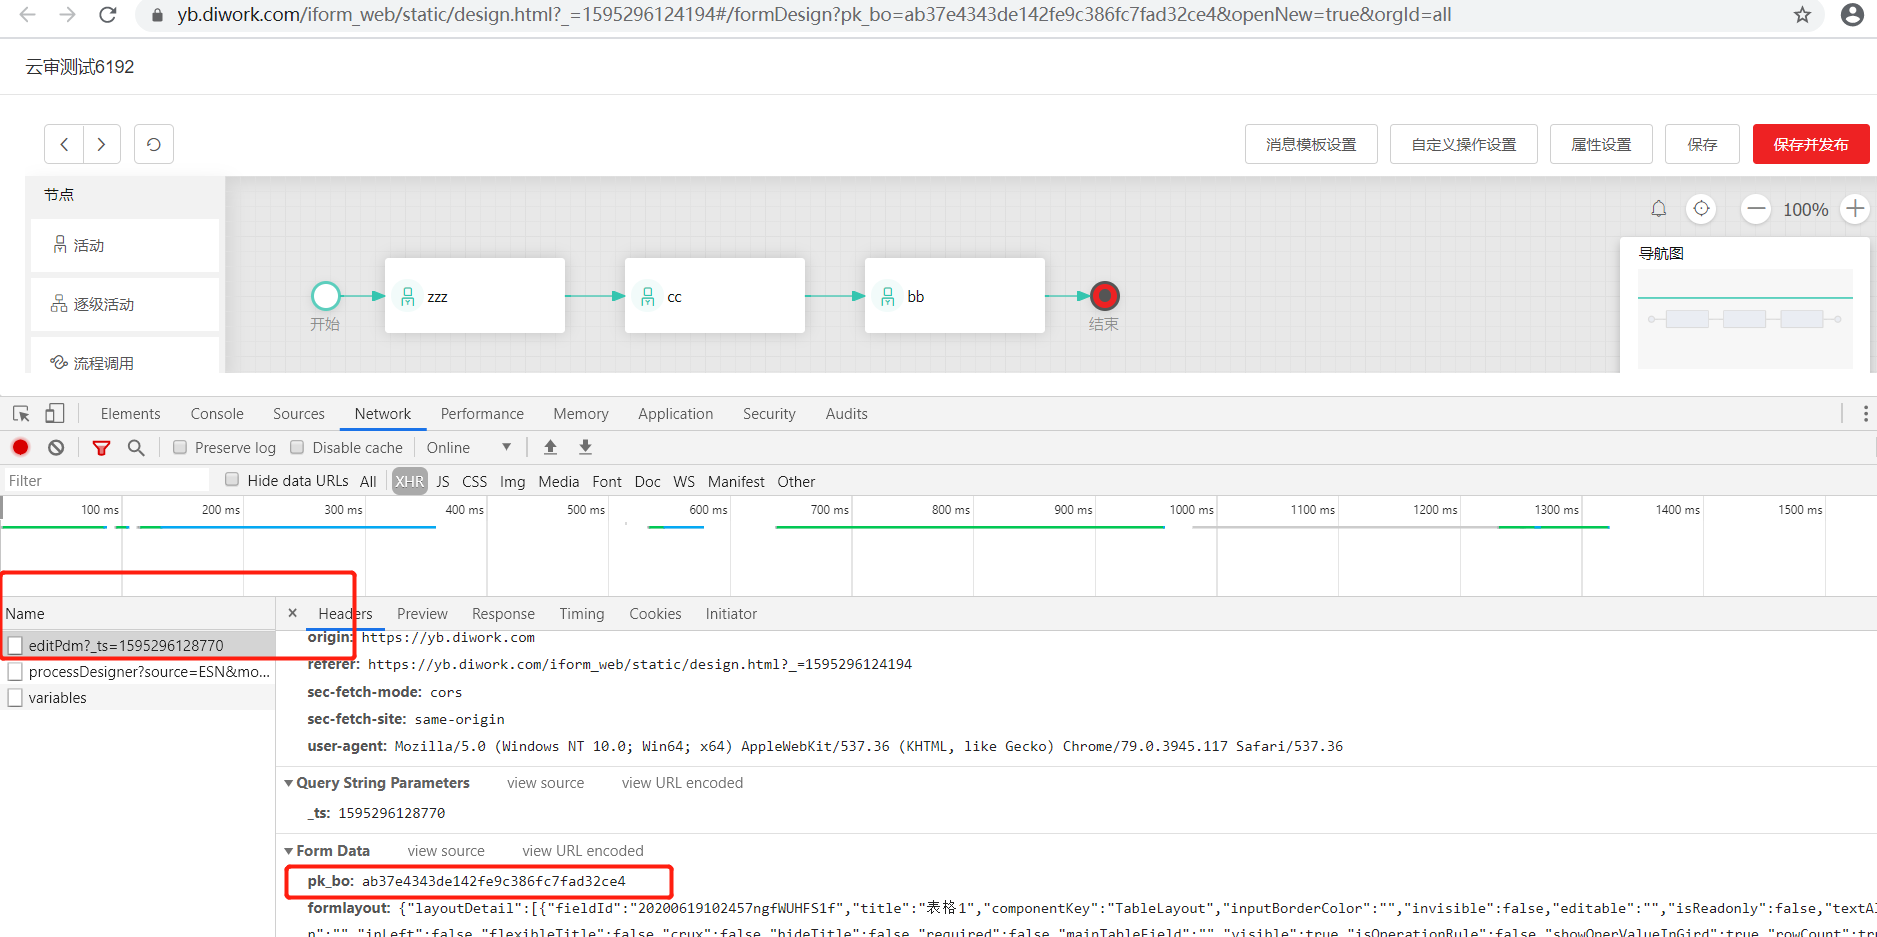 yb.diwork.com/iform_web/static/design.html?_=1595296124194#/formDesign?pk_bo=ab37e4343de142fe9c386fc7fad32ce4&openNew=true&orgId=all
云审测试6192
消息模板设置 自定义操作设置 属性设置 保存 保存并发布
节点
100%
活动
导航图
zzz cc bb
逐级活动
开始 结束
流程调用
Elements Console Sources Network Performance Memory Application Security Audits
Preserve log Disable cache Online
Filter Hide data URLs All XHR JS CSS Img Media Font Doc WS Manifest Other
100 ms 200 ms 300 ms 400 ms 500 ms 600 ms 700 ms 800 ms 900 ms 1000 ms 1100 ms 1200 ms 1300 ms 1400 ms 1500 ms
Name × Headers Preview Response Timing Cookies Initiator
origin: https://yb.diwork.com
editPdm?_ts=1595296128770
referer: https://yb.diwork.com/iform_web/static/design.html?_=1595296124194
processDesigner?source=ESN&mo...
sec-fetch-mode: cors
variables
sec-fetch-site: same-origin
user-agent: Mozilla/5.0 (Windows NT 10.0; Win64; x64) AppleWebKit/537.36 (KHTML, like Gecko) Chrome/79.0.3945.117 Safari/537.36
Query String Parameters view source view URL encoded
_ts: 1595296128770
Form Data view source view URL encoded
pk_bo: ab37e4343de142fe9c386fc7fad32ce4
formlayout: {"layoutDetail":[{"fieldId":"20200619102457ngfWUHFS1f","title":"表格1","componentKey":"TableLayout","inputBorderColor":"","invisible":false,"editable":"","isReadonly":false,"textAl
n":"","inLeft":false,"flexibleTitle":false,"crux":false,"hideTitle":false,"required":false,"mainTableField":"","visible":true,"isOperationRule":false,"showOperValueInGird":true,"rowCount":tru